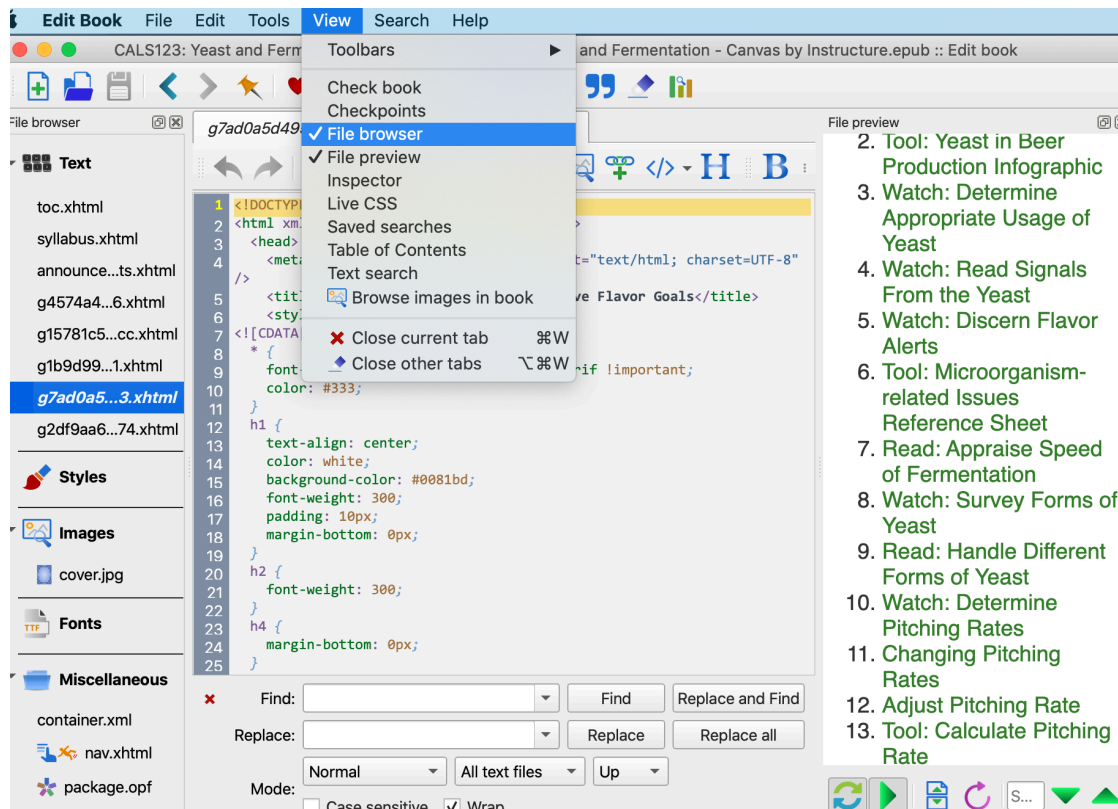 Edit Book File Edit Tools View Search Help
CALS123: Yeast and Ferm and Fermentation - Canvas by Instructure.epub :: Edit book
Toolbars
Check book
Checkpoints
✓ File browser
✓ File preview
Inspector
Live CSS
Saved searches
Table of Contents
Text search
Browse images in book
Close current tab ⌘W
Close other tabs ⌥⌘W
File browser
Text
toc.xhtml
syllabus.xhtml
announce...ts.xhtml
g4574a4...6.xhtml
g15781c5...cc.xhtml
g1b9d99...1.xhtml
g7ad0a5...3.xhtml
g2df9aa6...74.xhtml
Styles
Images
cover.jpg
Fonts
TTF
Miscellaneous
container.xml
nav.xhtml
package.opf
g7ad0a5d49
H B
1 <!DOCTYP
2 <html xm >
3 <head>
4 <meta t="text/html; charset=UTF-8"
/>
5 <tit ve Flavor Goals</title>
6 <sty
7 <![CDATA
8 * {
9 font- rif !important;
10 color: #333;
11 }
12 h1 {
13 text-align: center;
14 color: white;
15 background-color: #0081bd;
16 font-weight: 300;
17 padding: 10px;
18 margin-bottom: 0px;
19 }
20 h2 {
21 font-weight: 300;
22 }
23 h4 {
24 margin-bottom: 0px;
25 }
Find: Find Replace and Find
Replace: Replace Replace all
Mode: Normal All text files Up
Case sensitive ✓ Wrap
File preview
2. Tool: Yeast in Beer
Production Infographic
3. Watch: Determine
Appropriate Usage of
Yeast
4. Watch: Read Signals
From the Yeast
5. Watch: Discern Flavor
Alerts
6. Tool: Microorganism-
related Issues
Reference Sheet
7. Read: Appraise Speed
of Fermentation
8. Watch: Survey Forms of
Yeast
9. Read: Handle Different
Forms of Yeast
10. Watch: Determine
Pitching Rates
11. Changing Pitching
Rates
12. Adjust Pitching Rate
13. Tool: Calculate Pitching
Rate
S...